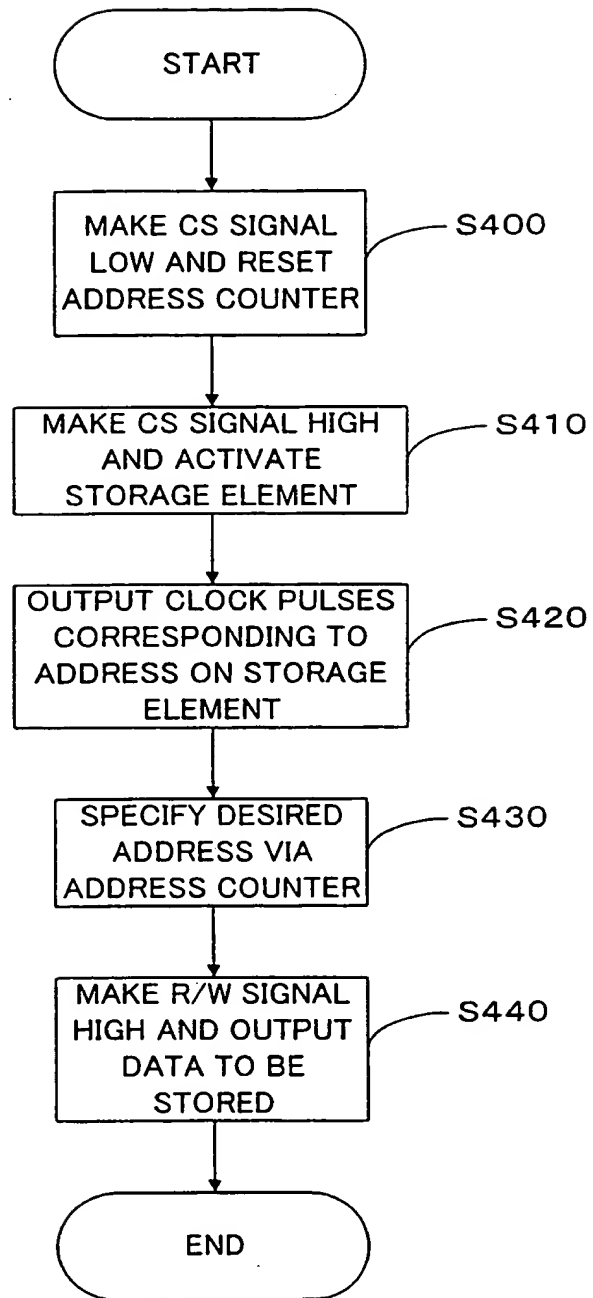 START
MAKE CS SIGNAL
LOW AND RESET
ADDRESS COUNTER
S400
MAKE CS SIGNAL HIGH
AND ACTIVATE
STORAGE ELEMENT
S410
OUTPUT CLOCK PULSES
CORRESPONDING TO
ADDRESS ON STORAGE
ELEMENT
S420
SPECIFY DESIRED
ADDRESS VIA
ADDRESS COUNTER
S430
MAKE R/W SIGNAL
HIGH AND OUTPUT
DATA TO BE
STORED
S440
END